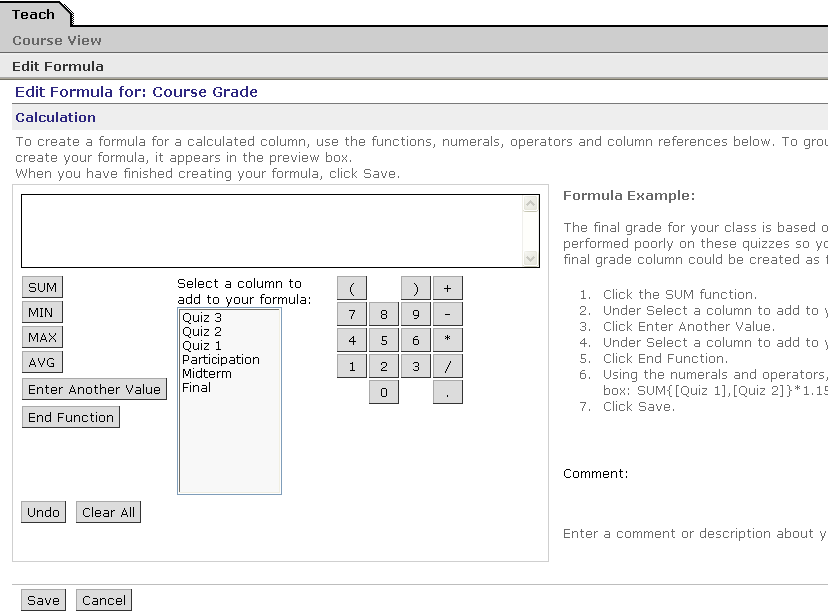 Teach
Course View
Edit Formula
Edit Formula for: Course Grade
Calculation
To create a formula for a calculated column, use the functions, numerals, operators and column references below. To
create your formula, it appears in the preview box.
When you have finished creating your formula, click Save.
SUM
MIN
MAX
AVG
Enter Another Value
End Function
Undo
Clear All
Select a column to
add to your formula:
Quiz 3
Quiz 2
Quiz 1
Participation
Midterm
Final
( ) +
7 8 9 -
4 5 6 *
1 2 3 /
0 .
Formula Example:
The final grade for your class is based
performed poorly on these quizzes so
final grade column could be created as
1. Click the SUM function.
2. Under Select a column to add to
3. Click Enter Another Value.
4. Under Select a column to add to
5. Click End Function.
6. Using the numerals and operators,
box: SUM{[Quiz 1],[Quiz 2]}*1.15
7. Click Save.
Comment:
Enter a comment or description about
Save
Cancel